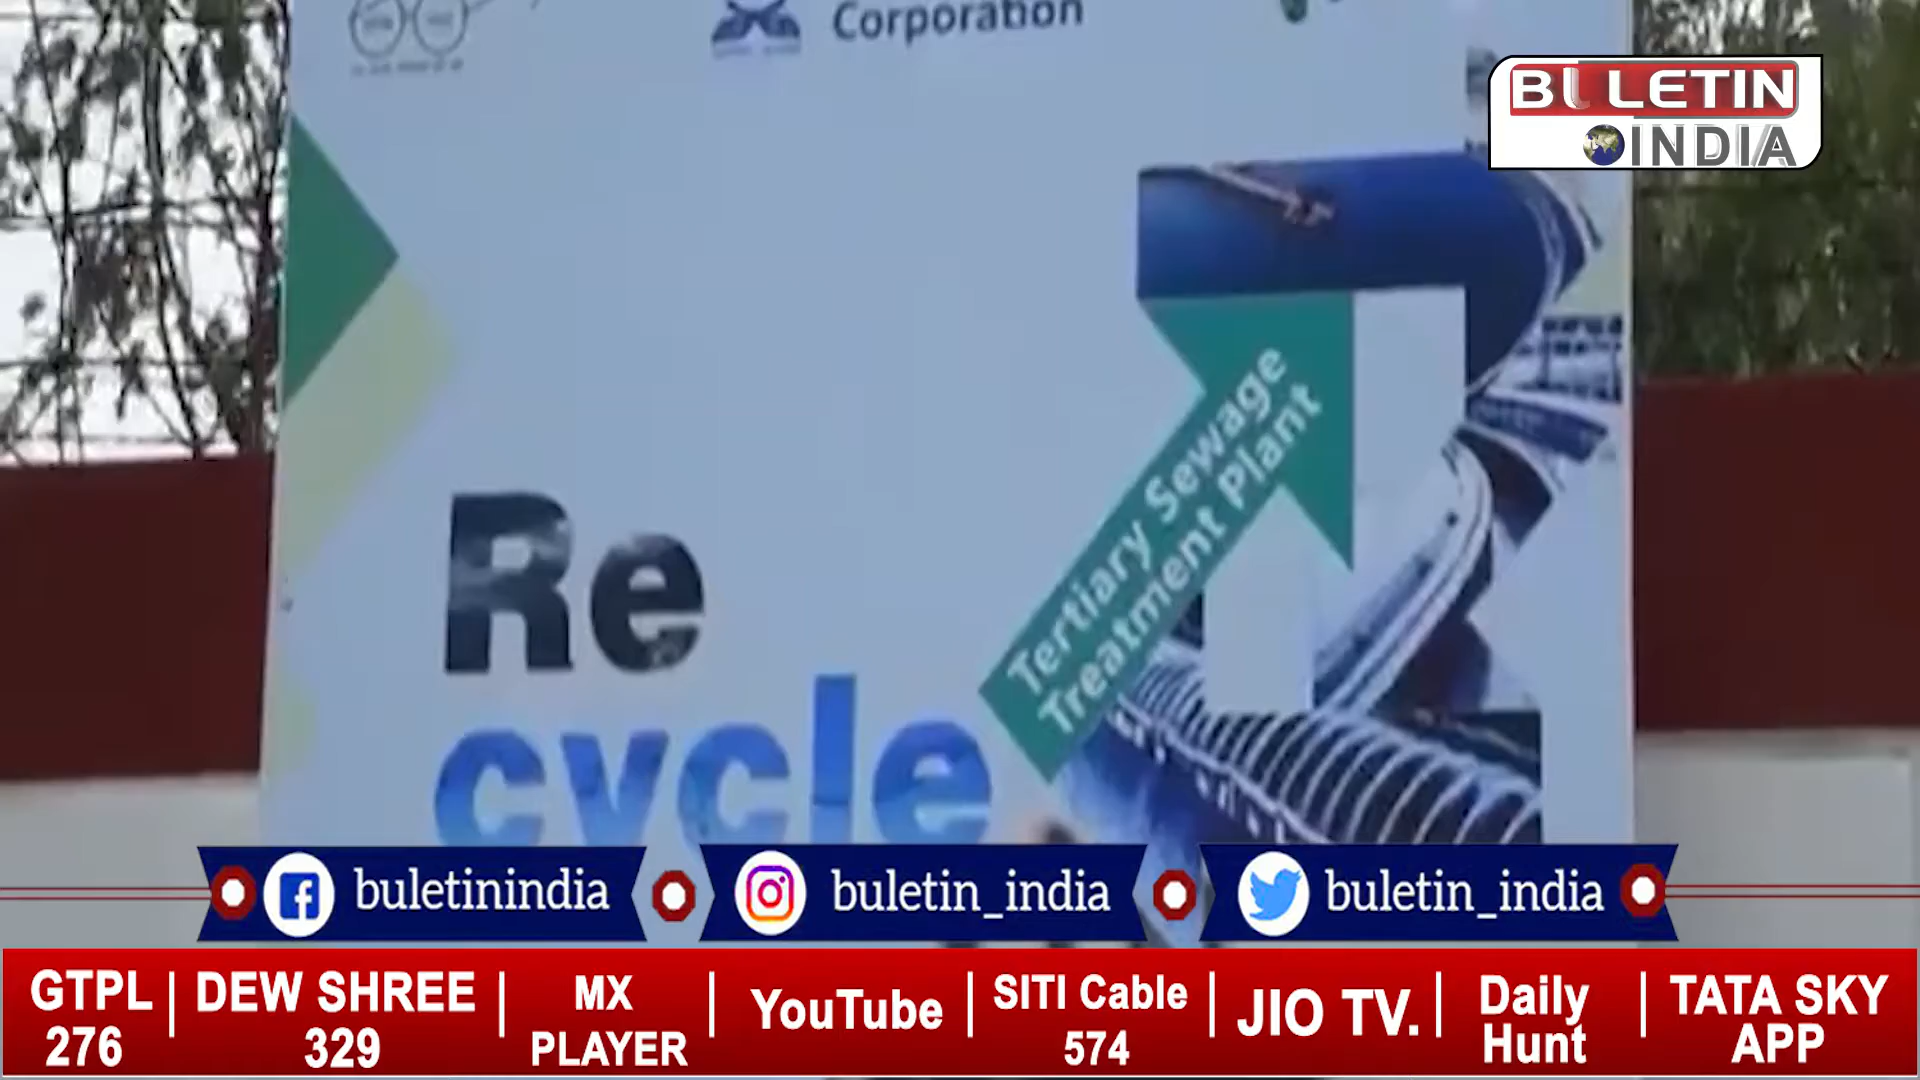 Corporation
BULLETIN
INDIA
Tertiary Sewage
Treatment Plant
Re
cycle
buletinindia
buletin_india
buletin_india
GTPL
276
DEW SHREE
329
MX
PLAYER
YouTube
SITI Cable
574
JIO TV.
Daily
Hunt
TATA SKY
APP